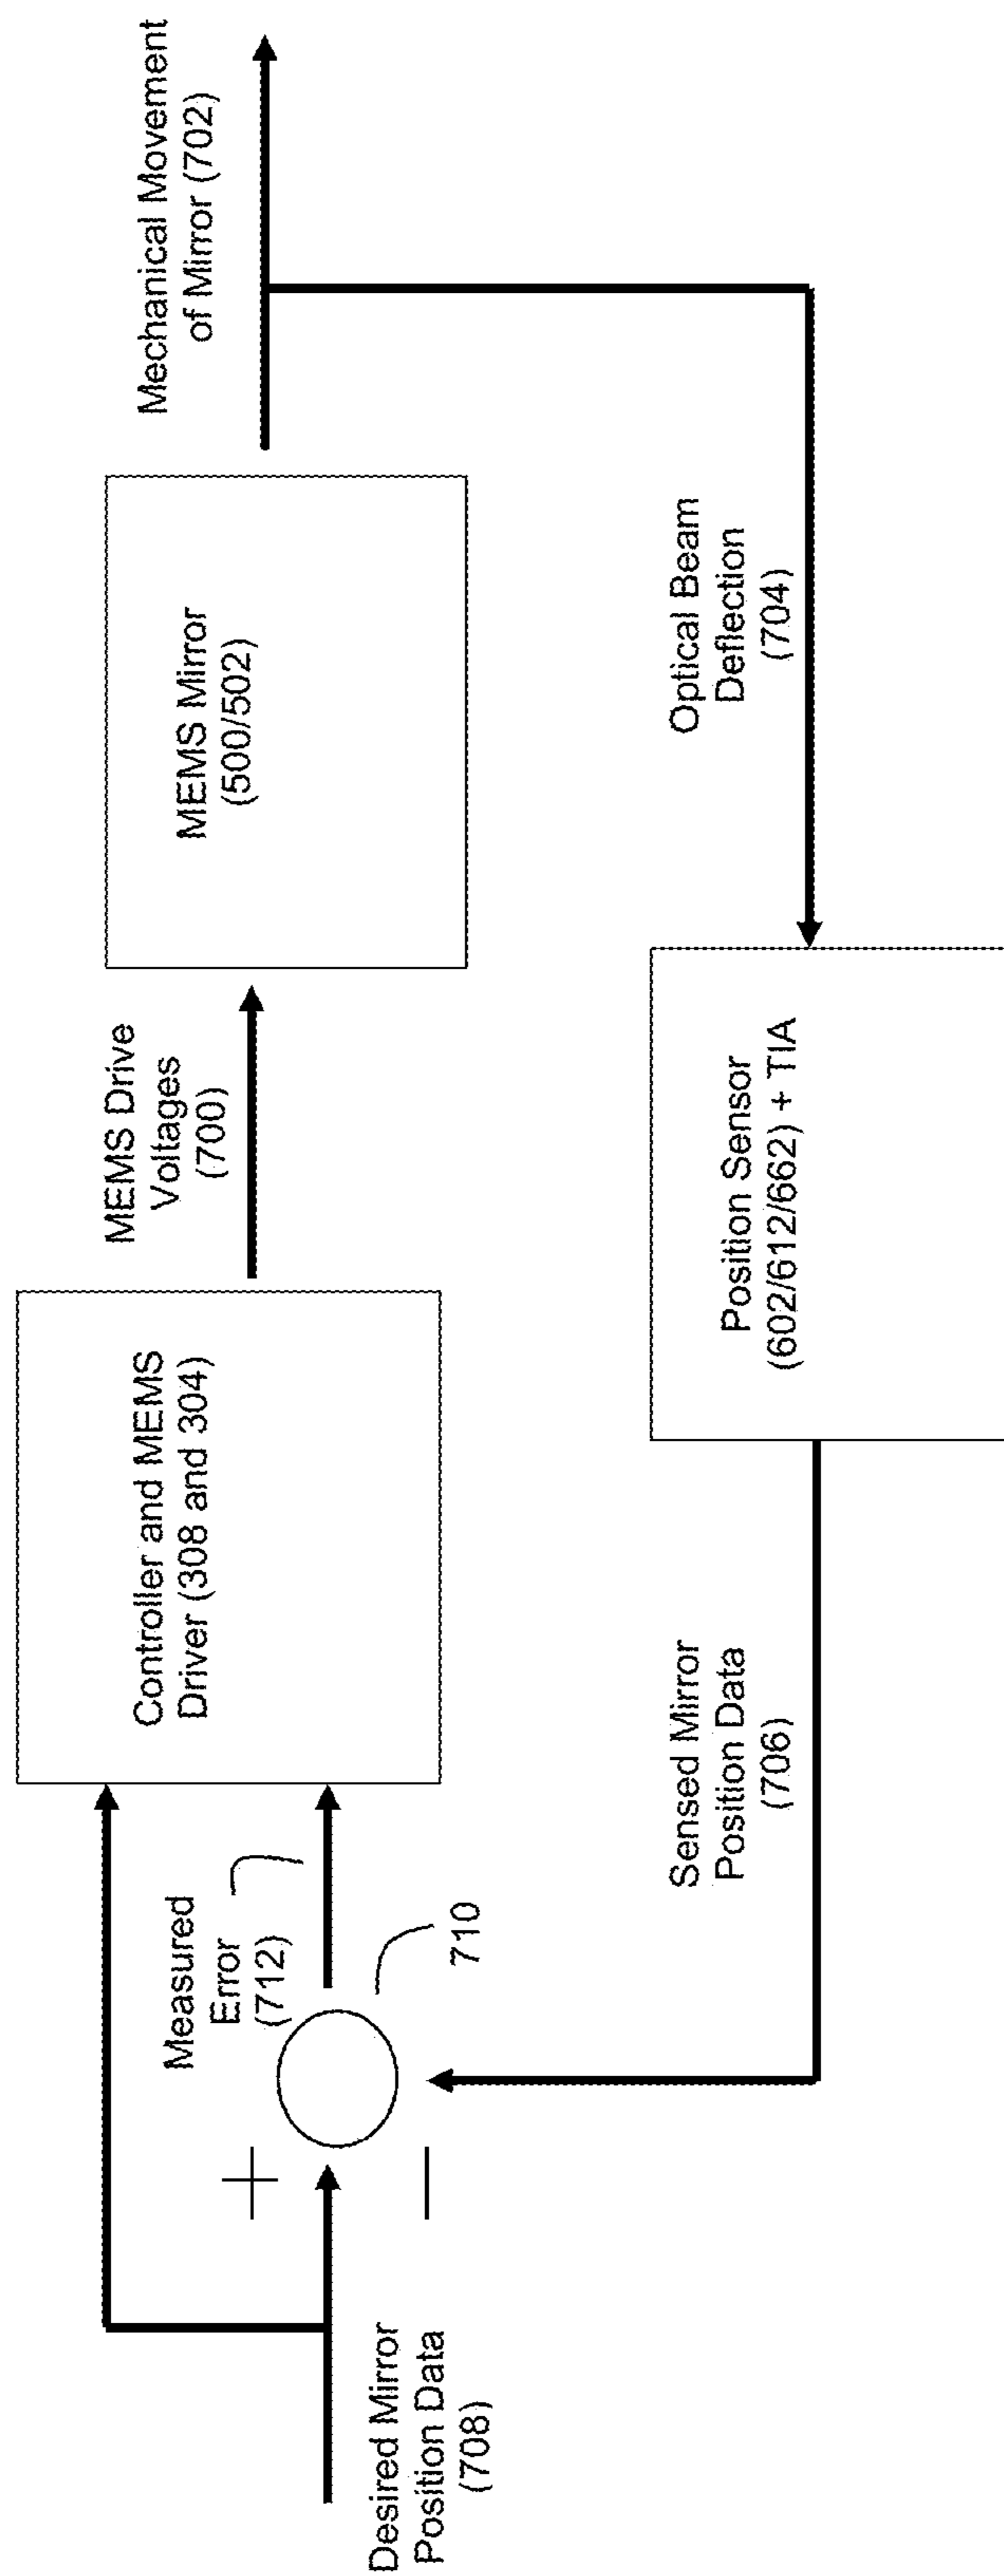 Desired Mirror
Position Data
(708)
+
–
710
Measured
Error
(712)
Controller and MEMS
Driver (308 and 304)
MEMS Drive
Voltages
(700)
MEMS Mirror
(500/502)
Mechanical Movement
of Mirror (702)
Optical Beam
Deflection
(704)
Position Sensor
(602/612/662) + TIA
Sensed Mirror
Position Data
(706)